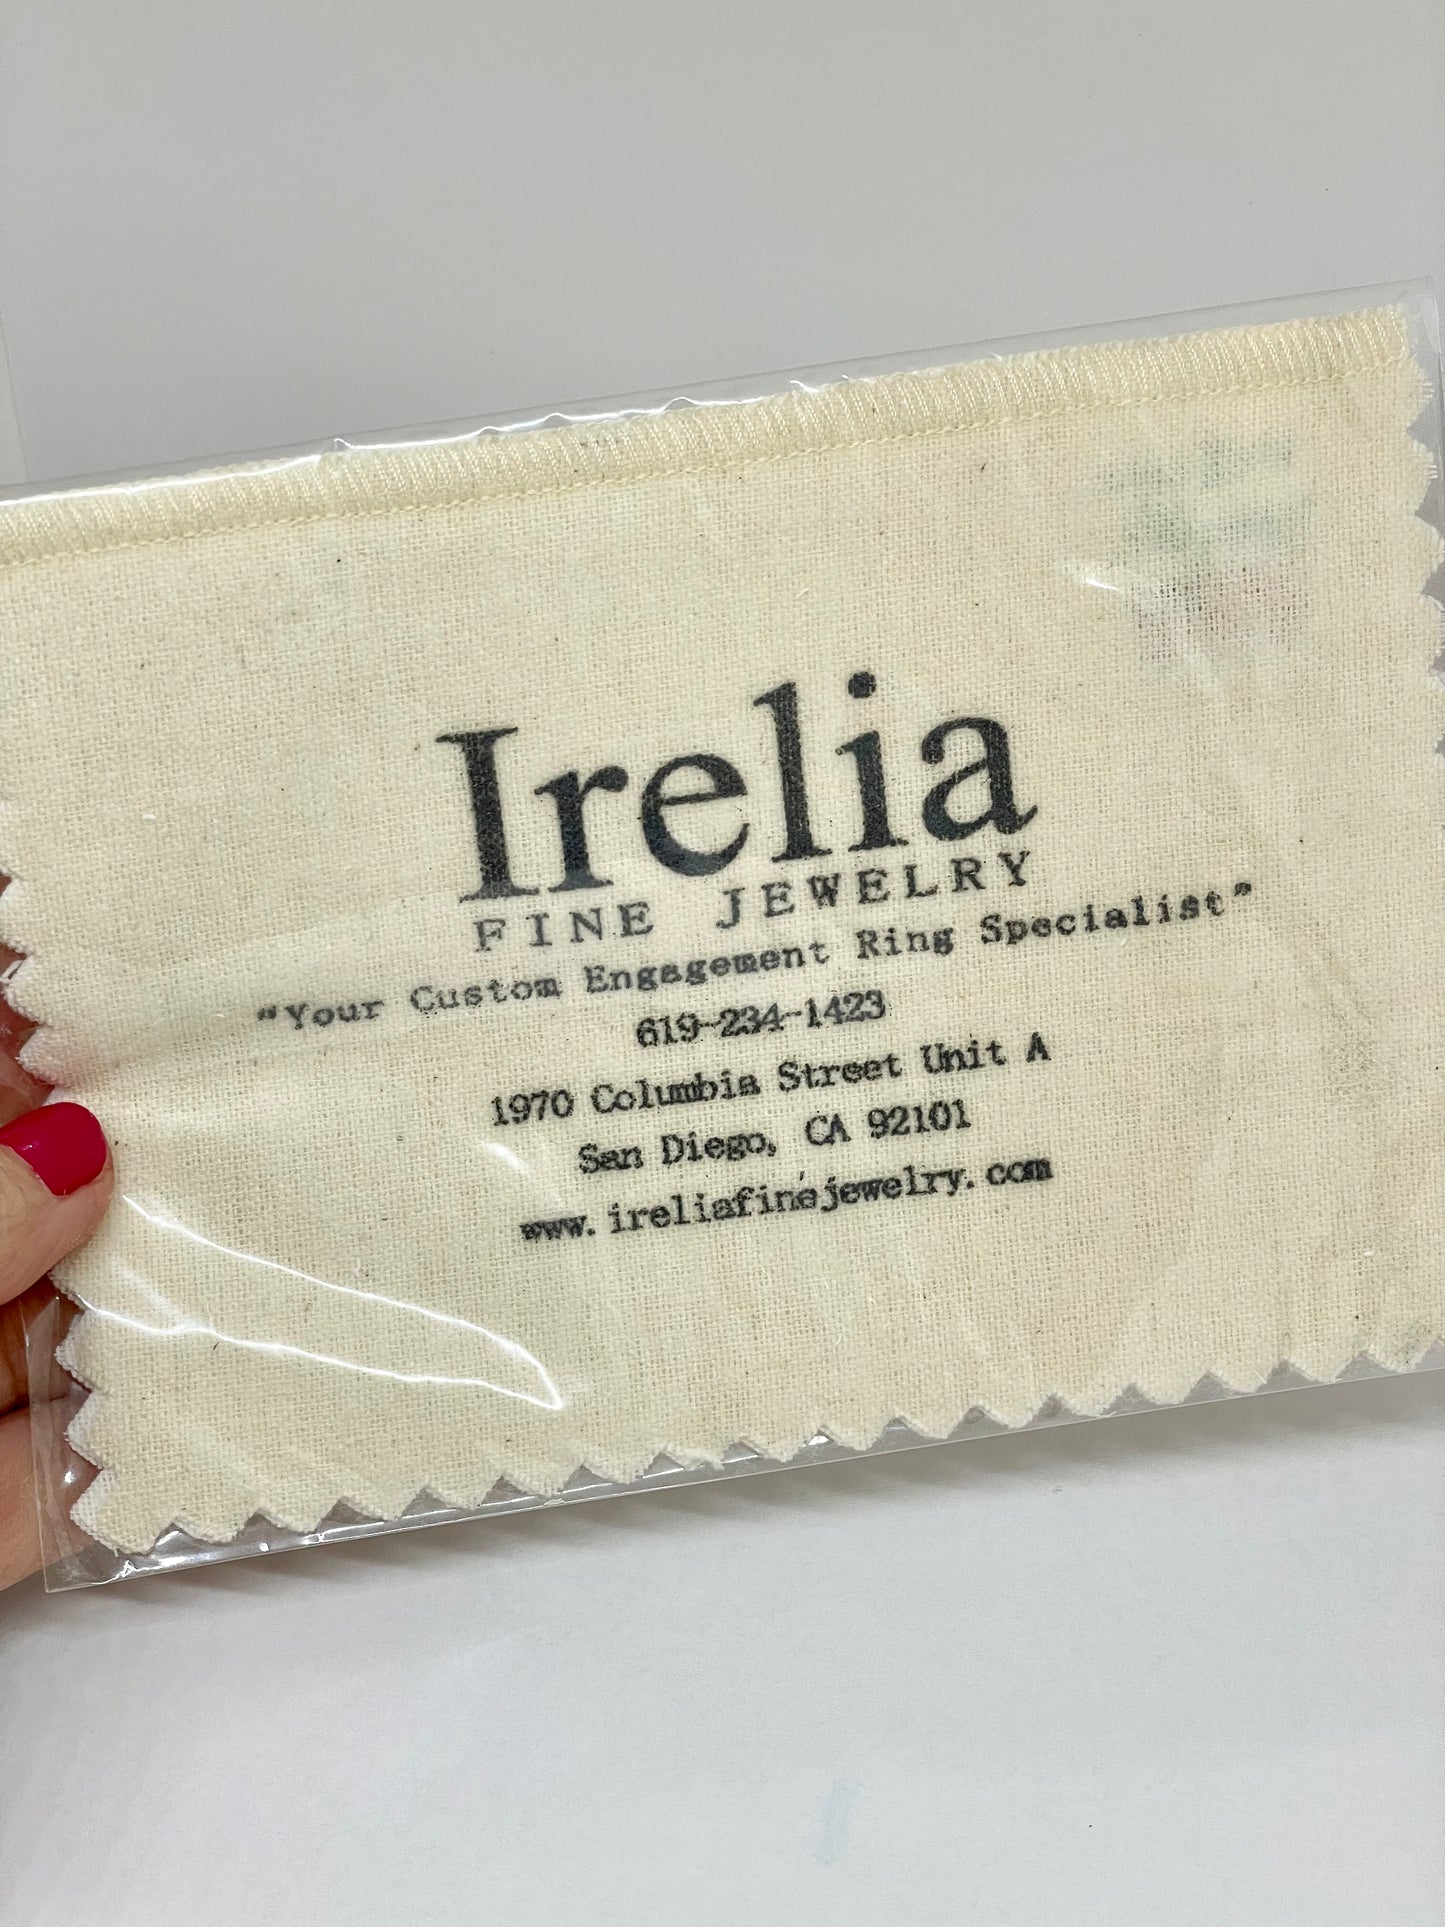 Irelia
FINE JEWELRY
"Your Custom Engagement Ring Specialist"
619-234-1423
1970 Columbia Street Unit A
San Diego, CA 92101
www.ireliafinejewelry.com